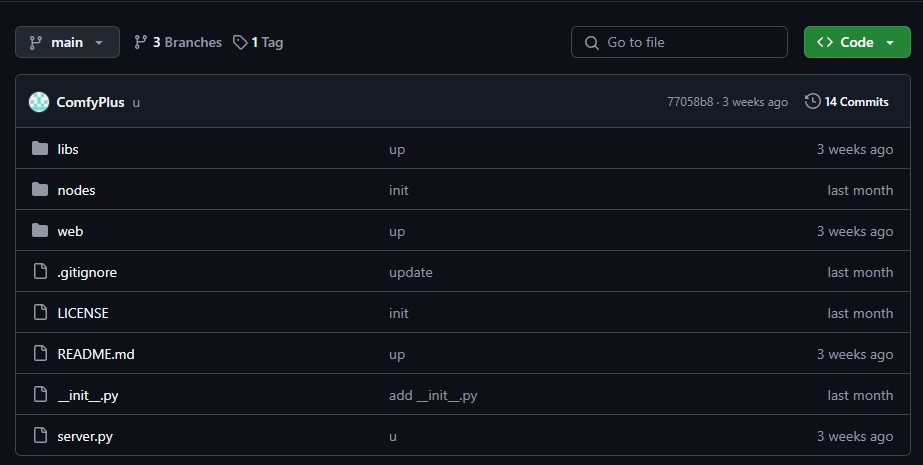 main 3 Branches 1 Tag Go to file Code
ComfyPlus u 77058b8 · 3 weeks ago 14 Commits
libs up 3 weeks ago
nodes init last month
web up 3 weeks ago
.gitignore update last month
LICENSE init last month
README.md up 3 weeks ago
__init__.py add __init__.py last month
server.py u 3 weeks ago